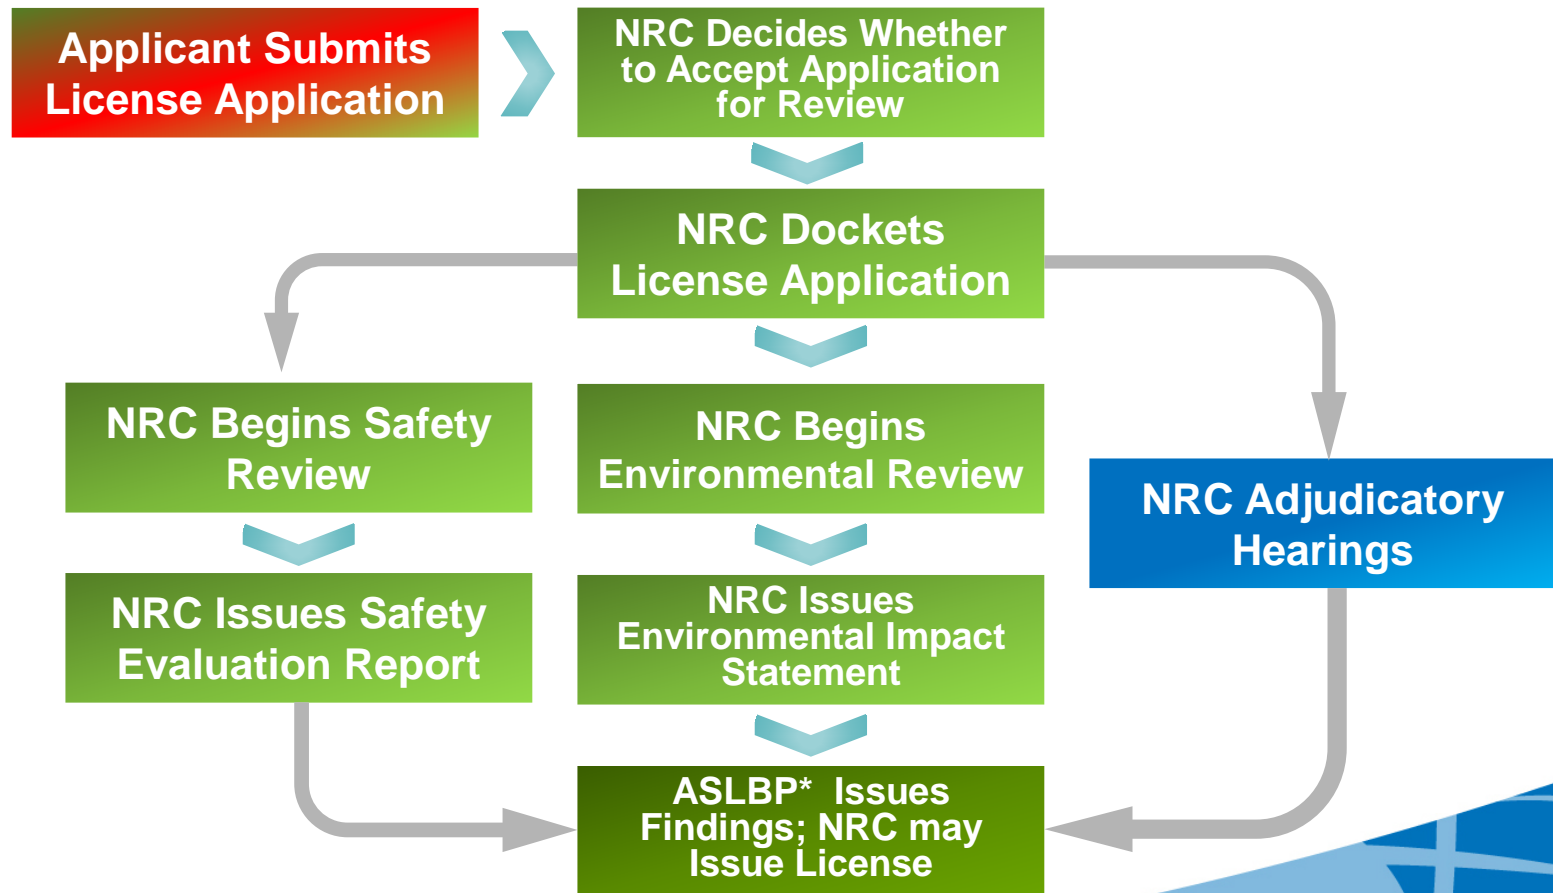 Applicant Submits
License Application
NRC Decides Whether
to Accept Application
for Review
NRC Dockets
License Application
NRC Begins Safety
Review
NRC Begins
Environmental Review
NRC Adjudicatory
Hearings
NRC Issues Safety
Evaluation Report
NRC Issues
Environmental Impact
Statement
ASLBP* Issues
Findings; NRC may
Issue License